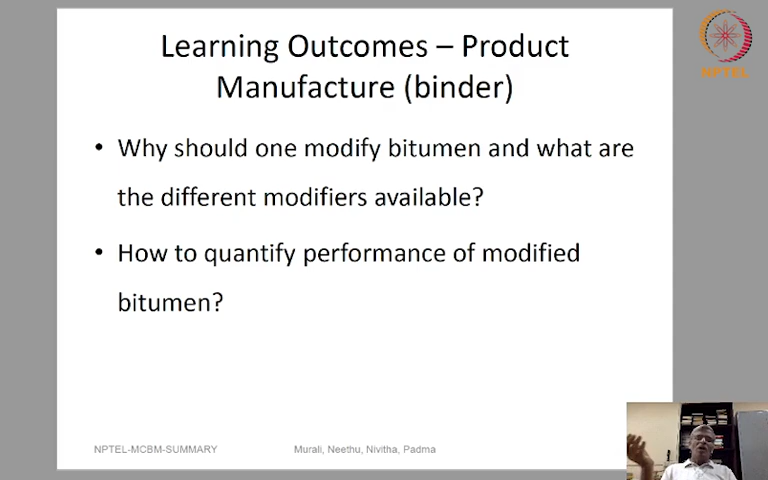 Learning Outcomes – Product
Manufacture (binder)
• Why should one modify bitumen and what are
the different modifiers available?
• How to quantify performance of modified
bitumen?
NPTEL-MCBM-SUMMARY
Murali, Neethu, Nivitha, Padma
NPTEL